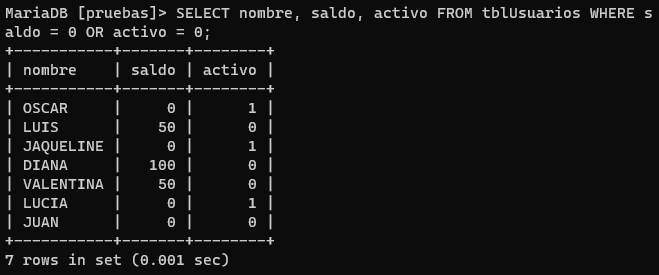 MariaDB [pruebas]> SELECT nombre, saldo, activo FROM tblUsuarios WHERE s
aldo = 0 OR activo = 0;
+-----------+-------+--------+
| nombre    | saldo | activo |
+-----------+-------+--------+
| OSCAR     |     0 |      1 |
| LUIS      |    50 |      0 |
| JAQUELINE |     0 |      1 |
| DIANA     |   100 |      0 |
| VALENTINA |    50 |      0 |
| LUCIA     |     0 |      1 |
| JUAN      |     0 |      0 |
+-----------+-------+--------+
7 rows in set (0.001 sec)